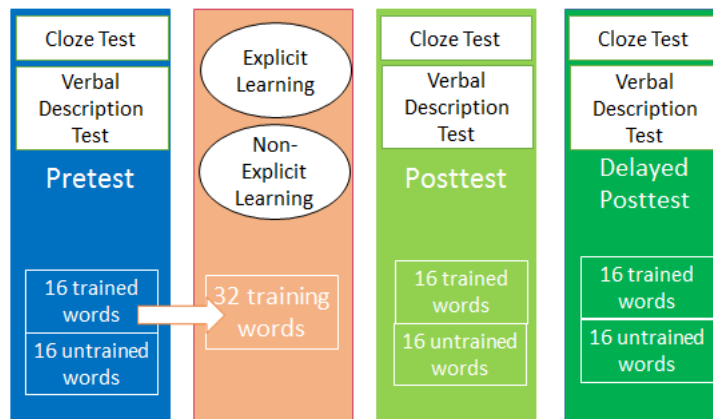 Cloze Test
Verbal
Description
Test
Pretest
16 trained
words
16 untrained
words
Explicit
Learning
Non-
Explicit
Learning
32 training
words
Cloze Test
Verbal
Description
Test
Posttest
16 trained
words
16 untrained
words
Cloze Test
Verbal
Description
Test
Delayed
Posttest
16 trained
words
16 untrained
words